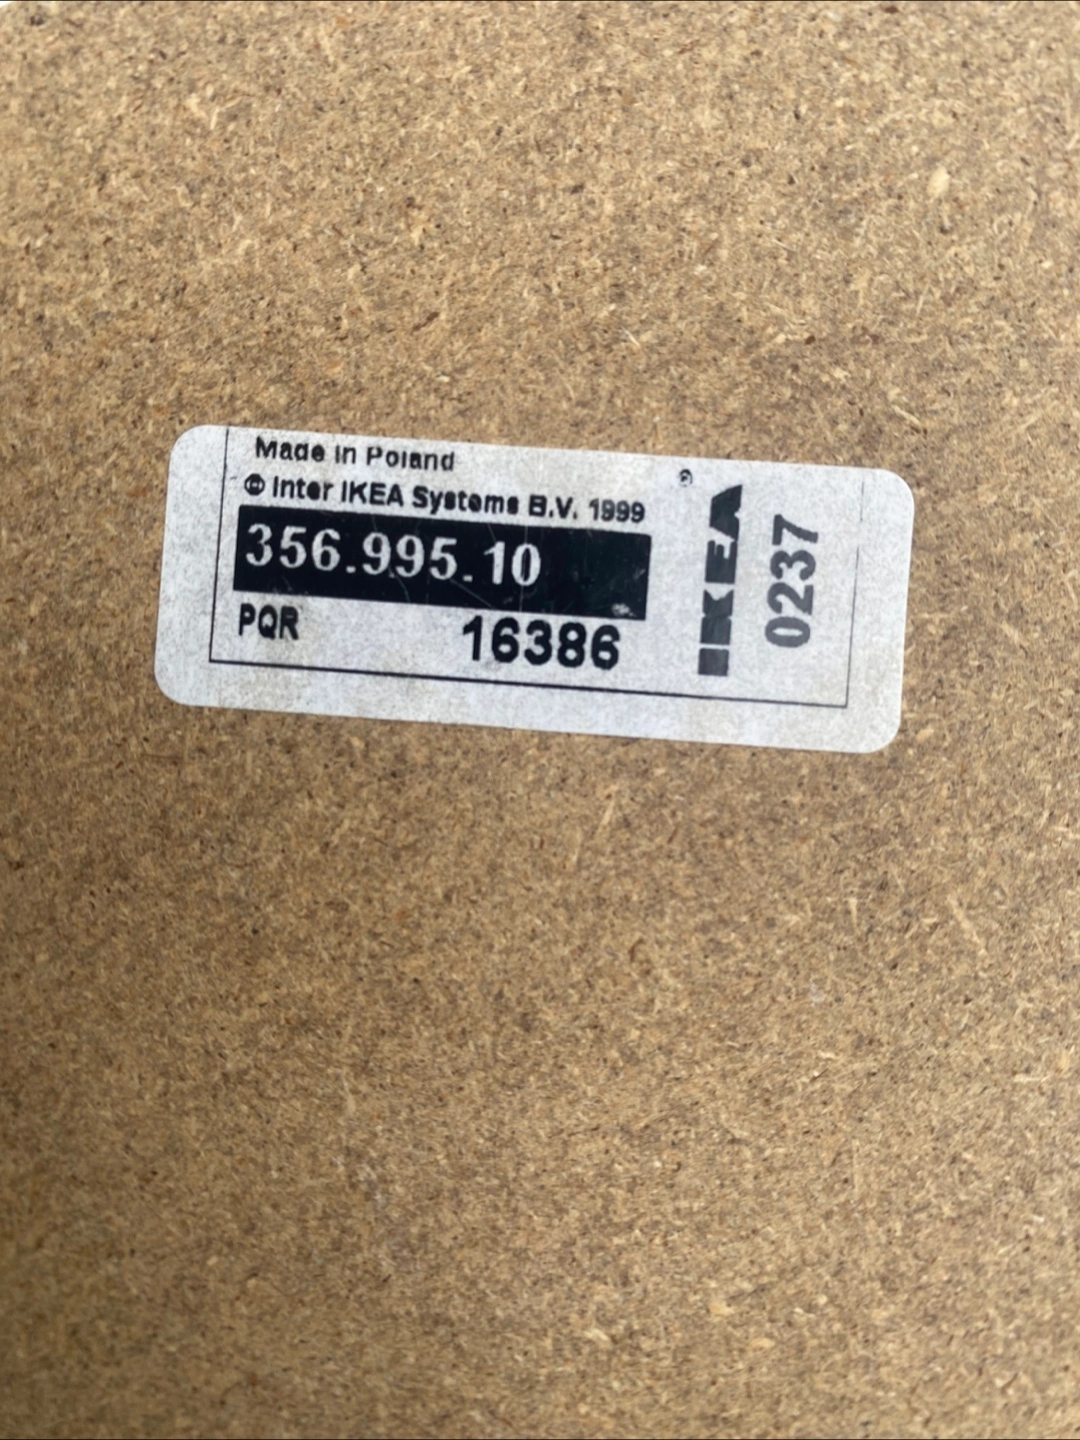 Made in Poland
© Inter IKEA Systems B.V. 1999
356.995.10
PQR 16386
IKEA
®
0237